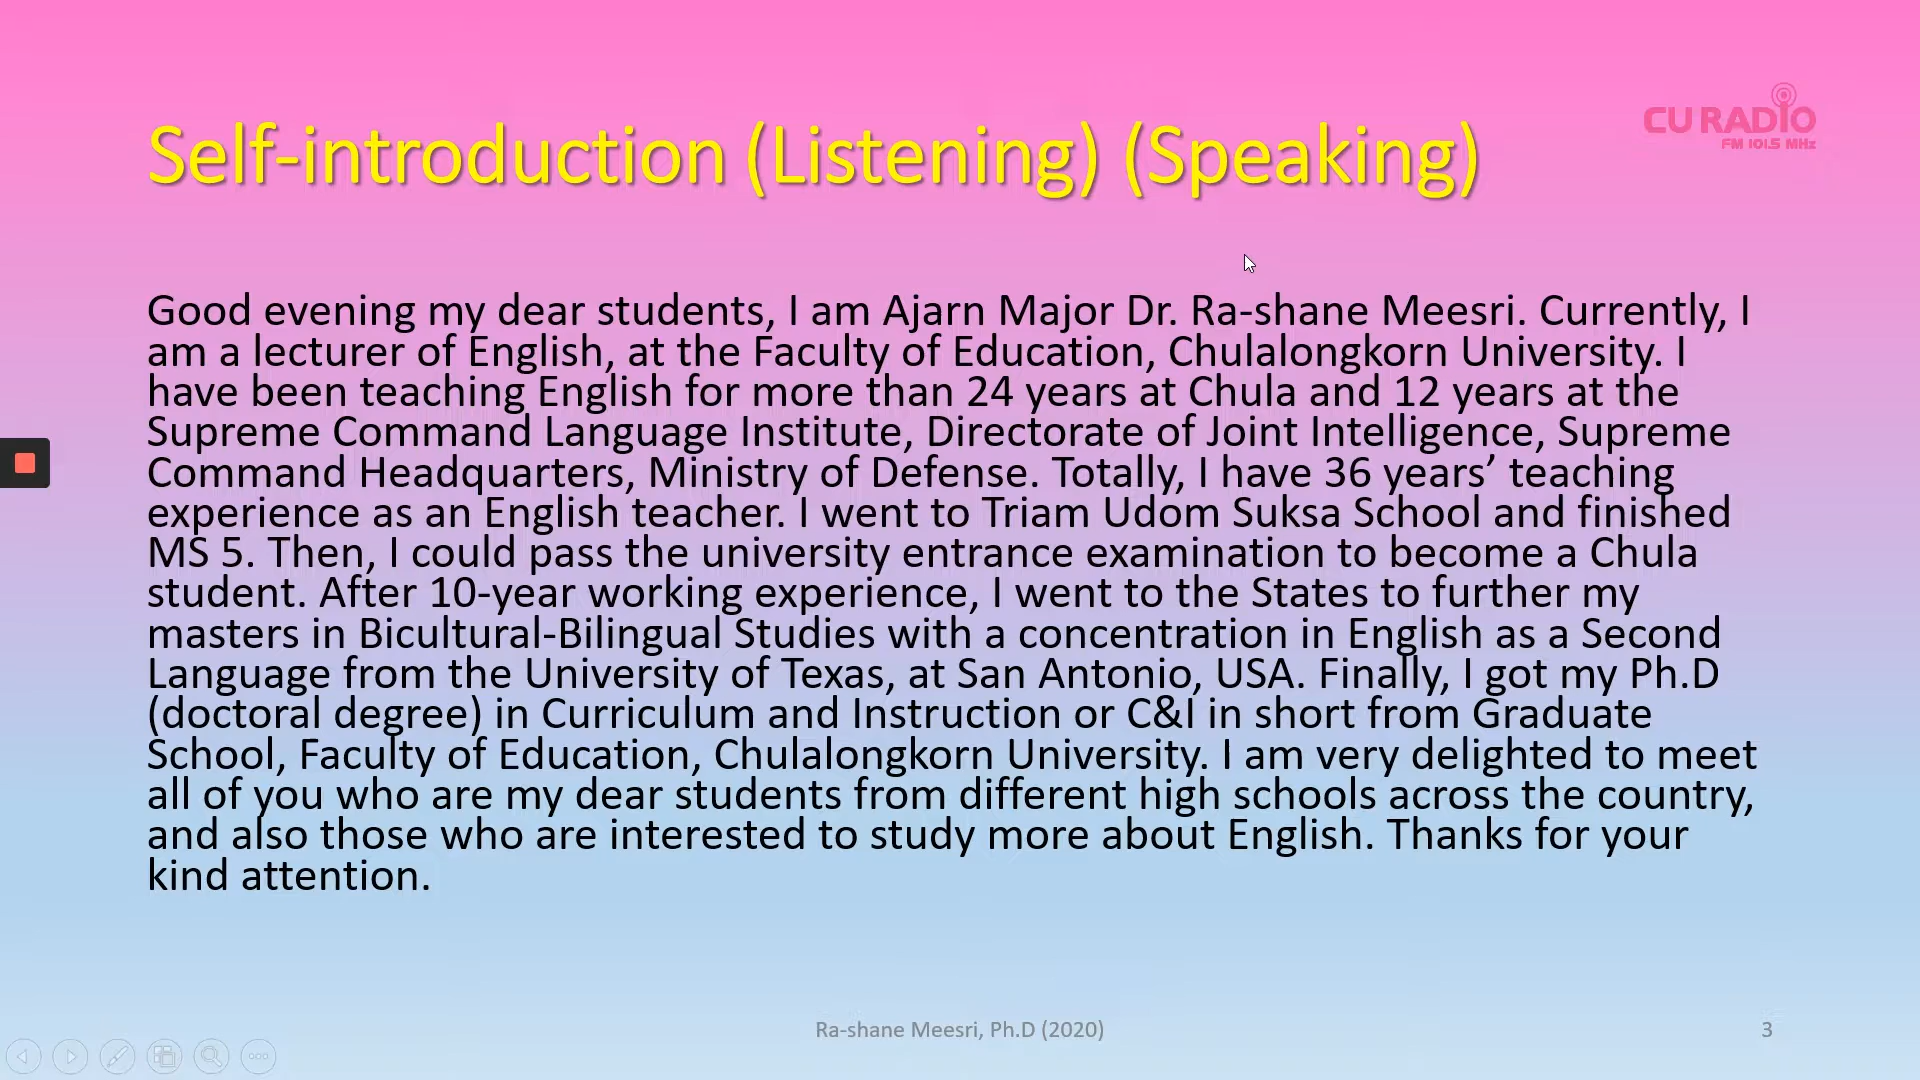 Self-introduction (Listening) (Speaking)
CU RADIO
FM 101.5 MHz
Good evening my dear students, I am Ajarn Major Dr. Ra-shane Meesri. Currently, I
am a lecturer of English, at the Faculty of Education, Chulalongkorn University. I
have been teaching English for more than 24 years at Chula and 12 years at the
Supreme Command Language Institute, Directorate of Joint Intelligence, Supreme
Command Headquarters, Ministry of Defense. Totally, I have 36 years’ teaching
experience as an English teacher. I went to Triam Udom Suksa School and finished
MS 5. Then, I could pass the university entrance examination to become a Chula
student. After 10-year working experience, I went to the States to further my
masters in Bicultural-Bilingual Studies with a concentration in English as a Second
Language from the University of Texas, at San Antonio, USA. Finally, I got my Ph.D
(doctoral degree) in Curriculum and Instruction or C&I in short from Graduate
School, Faculty of Education, Chulalongkorn University. I am very delighted to meet
all of you who are my dear students from different high schools across the country,
and also those who are interested to study more about English. Thanks for your
kind attention.
Ra-shane Meesri, Ph.D (2020)
3